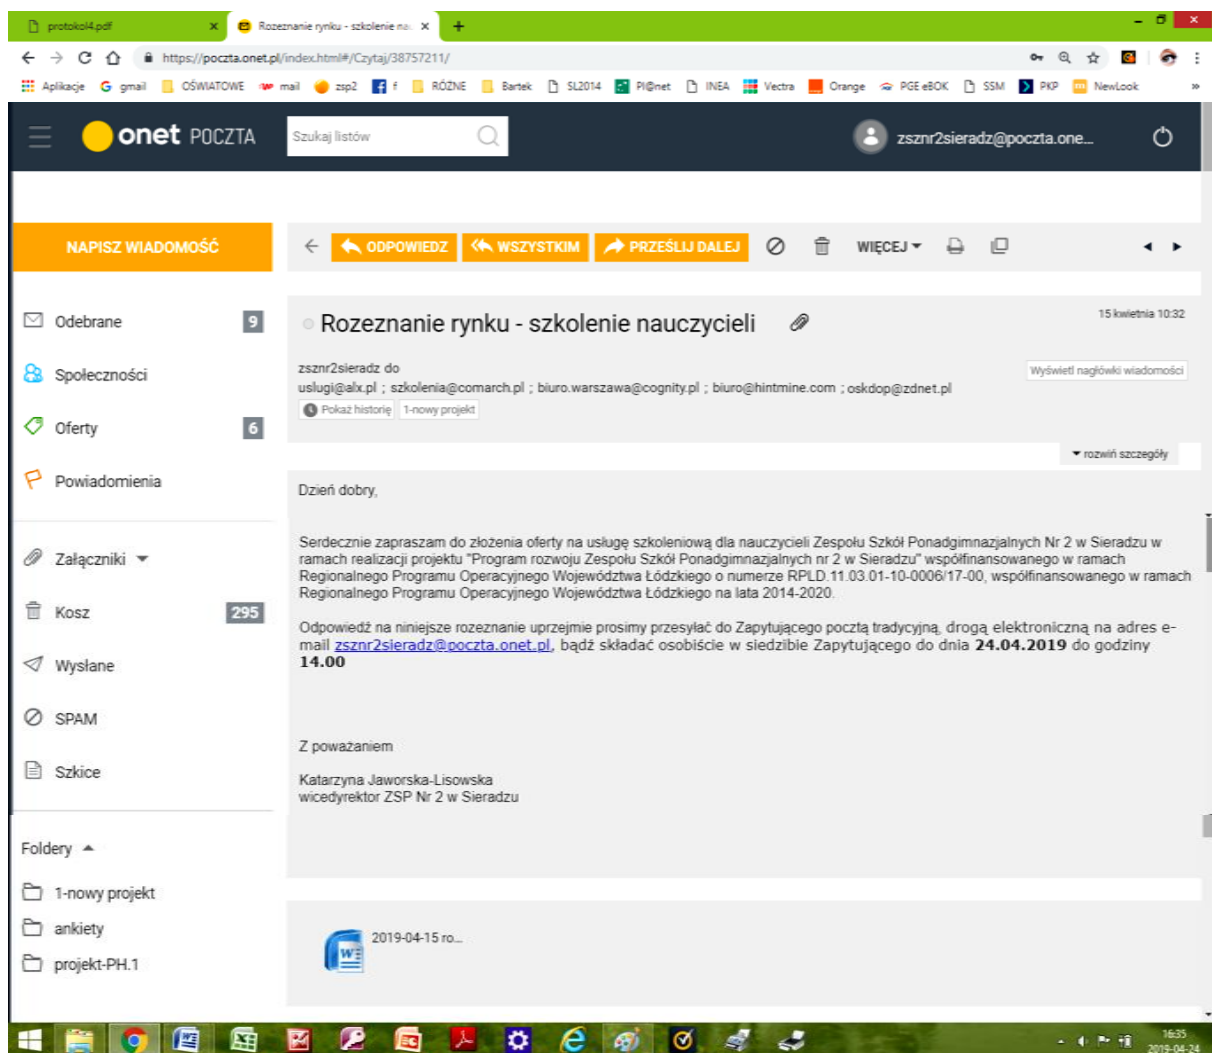 protokol4.pdf
Rozeznanie rynku - szkolenie na
https://poczta.onet.pl/index.html#/Czytaj/38757211/
Aplikacje gmail OŚWIATOWE mail zsp2 f RÓŻNE Bartek SL2014 Pl@net INEA Vectra Orange PGE eBOK SSM PKP NewLook »
onet POCZTA
Szukaj listów
zsznr2sieradz@poczta.one...
NAPISZ WIADOMOŚĆ
ODPOWIEDZ WSZYSTKIM PRZEŚLIJ DALEJ WIĘCEJ
Odebrane 9
Społeczności
Oferty 6
Powiadomienia
Załączniki
Kosz 295
Wysłane
SPAM
Szkice
Foldery
1-nowy projekt
ankiety
projekt-PH.1
Rozeznanie rynku - szkolenie nauczycieli
15 kwietnia 10:32
zsznr2sieradz do
uslugi@alx.pl ; szkolenia@comarch.pl ; biuro.warszawa@cognity.pl ; biuro@hintmine.com ; oskdop@zdnet.pl
Wyświetl nagłówki wiadomości
Pokaż historię 1-nowy projekt
rozwiń szczegóły
Dzień dobry,
Serdecznie zapraszam do złożenia oferty na usługę szkoleniową dla nauczycieli Zespołu Szkół Ponadgimnazjalnych Nr 2 w Sieradzu w
ramach realizacji projektu "Program rozwoju Zespołu Szkół Ponadgimnazjalnych nr 2 w Sieradzu" współfinansowanego w ramach
Regionalnego Programu Operacyjnego Województwa Łódzkiego o numerze RPLD.11.03.01-10-0006/17-00, współfinansowanego w ramach
Regionalnego Programu Operacyjnego Województwa Łódzkiego na lata 2014-2020.
Odpowiedź na niniejsze rozeznanie uprzejmie prosimy przesyłać do Zapytującego pocztą tradycyjną, drogą elektroniczną na adres e-
mail zsznr2sieradz@poczta.onet.pl, bądź składać osobiście w siedzibie Zapytującego do dnia 24.04.2019 do godziny
14.00
Z poważaniem
Katarzyna Jaworska-Lisowska
wicedyrektor ZSP Nr 2 w Sieradzu
2019-04-15 ro...
16:35
2019-04-24